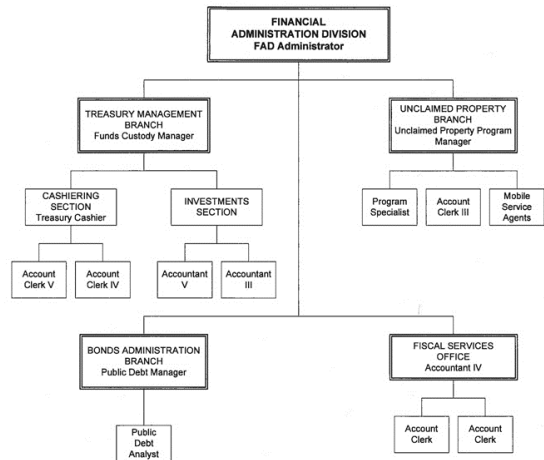 FINANCIAL
ADMINISTRATION DIVISION
FAD Administrator
TREASURY MANAGEMENT
BRANCH
Funds Custody Manager
UNCLAIMED PROPERTY
BRANCH
Unclaimed Property Program
Manager
CASHIERING
SECTION
Treasury Cashier
INVESTMENTS
SECTION
Program
Specialist
Account
Clerk III
Mobile
Service
Agents
Account
Clerk V
Account
Clerk IV
Accountant
V
Accountant
III
BONDS ADMINISTRATION
BRANCH
Public Debt Manager
FISCAL SERVICES
OFFICE
Accountant IV
Public
Debt
Analyst
Account
Clerk
Account
Clerk